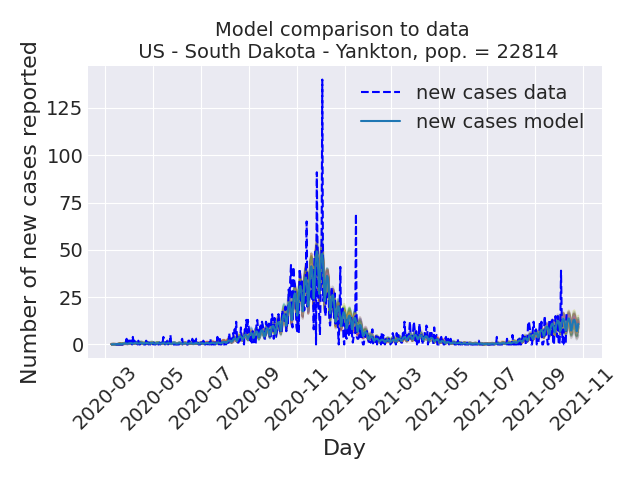 Model comparison to data
US - South Dakota - Yankton, pop. = 22814
Number of new cases reported
new cases data
new cases model
125
100
75
50
25
0
2020-03
2020-05
2020-07
2020-09
2020-11
2021-01
2021-03
2021-05
2021-07
2021-09
2021-11
Day